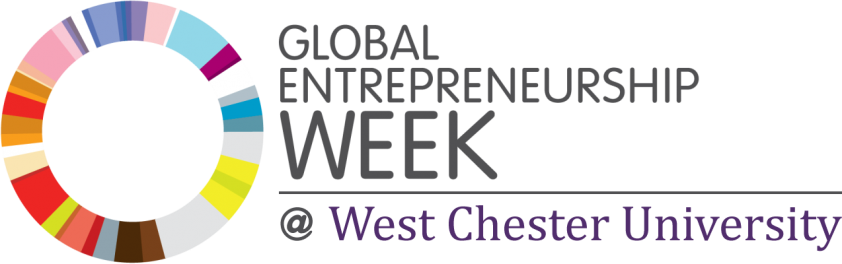 GLOBAL
ENTREPRENEURSHIP
WEEK
@ West Chester University